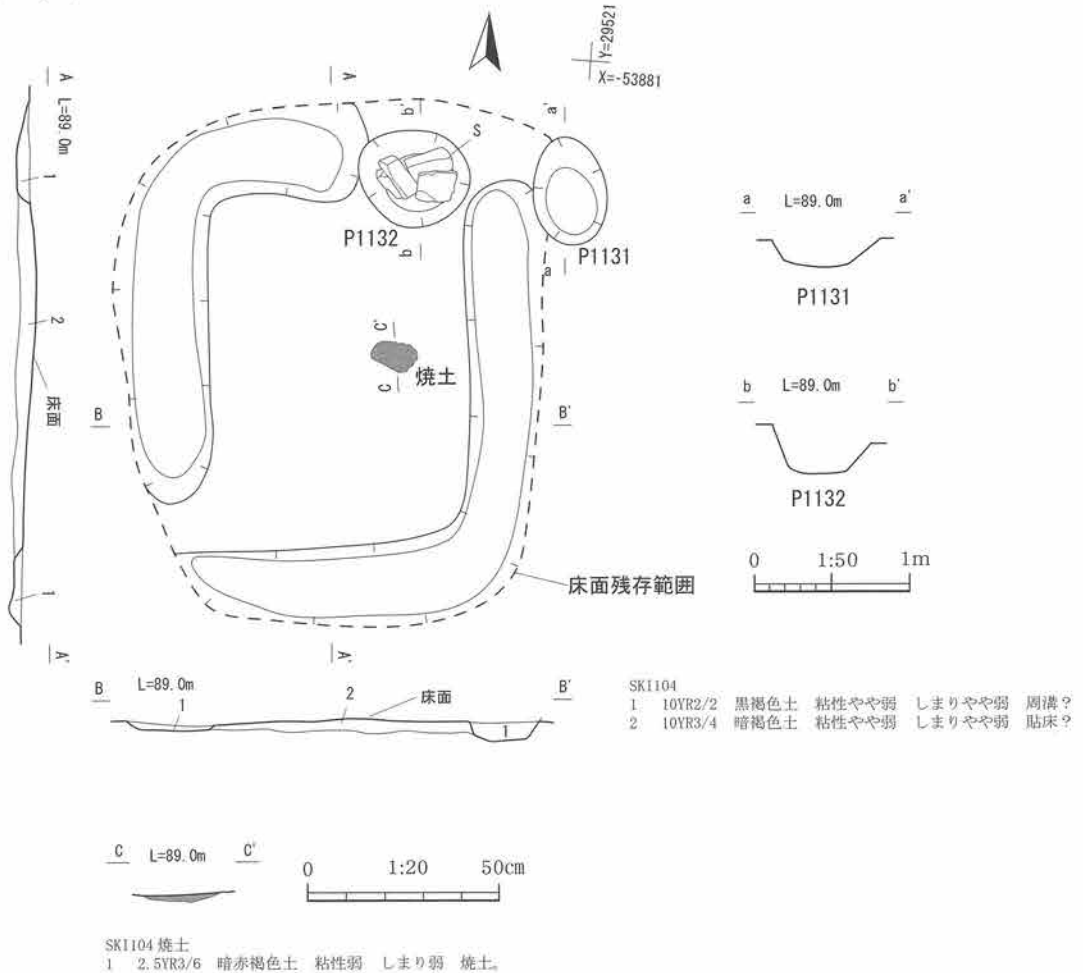 Y=29521
X=-53881
A
L=89.0m
1
2
床面
1
A'
A
b'
a'
S
P1132
b
P1131
a
C'
C
焼土
B
B'
床面残存範囲
A'
a L=89.0m a'
P1131
b L=89.0m b'
P1132
0 1:50 1m
B L=89.0m B'
1
2
床面
1
SKI104
1 10YR2/2 黒褐色土 粘性やや弱 しまりやや弱 周溝?
2 10YR3/4 暗褐色土 粘性やや弱 しまりやや弱 貼床?
C L=89.0m C'
0 1:20 50cm
SKI104 焼土
1 2.5YR3/6 暗赤褐色土 粘性弱 しまり弱 焼土。